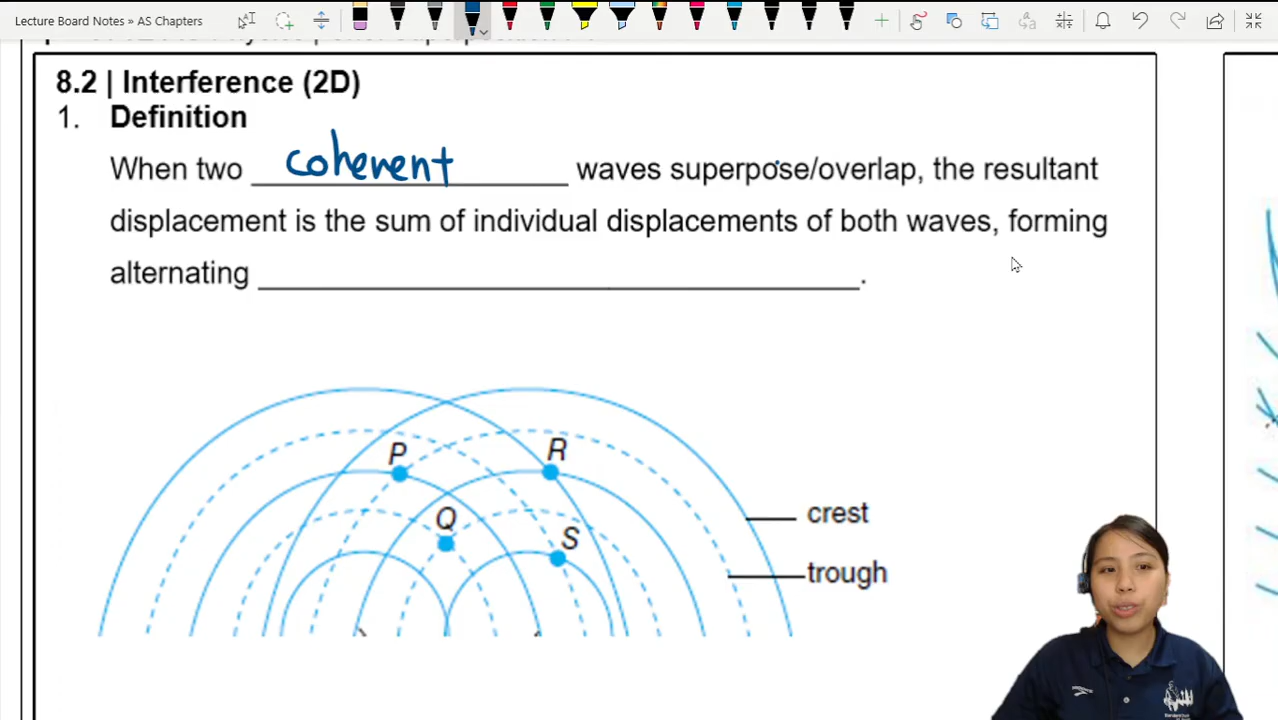 Lecture Board Notes » AS Chapters
8.2 | Interference (2D)
1. Definition
When two coherent waves superpose/overlap, the resultant
displacement is the sum of individual displacements of both waves, forming
alternating ____________________.
P
R
Q
S
crest
trough